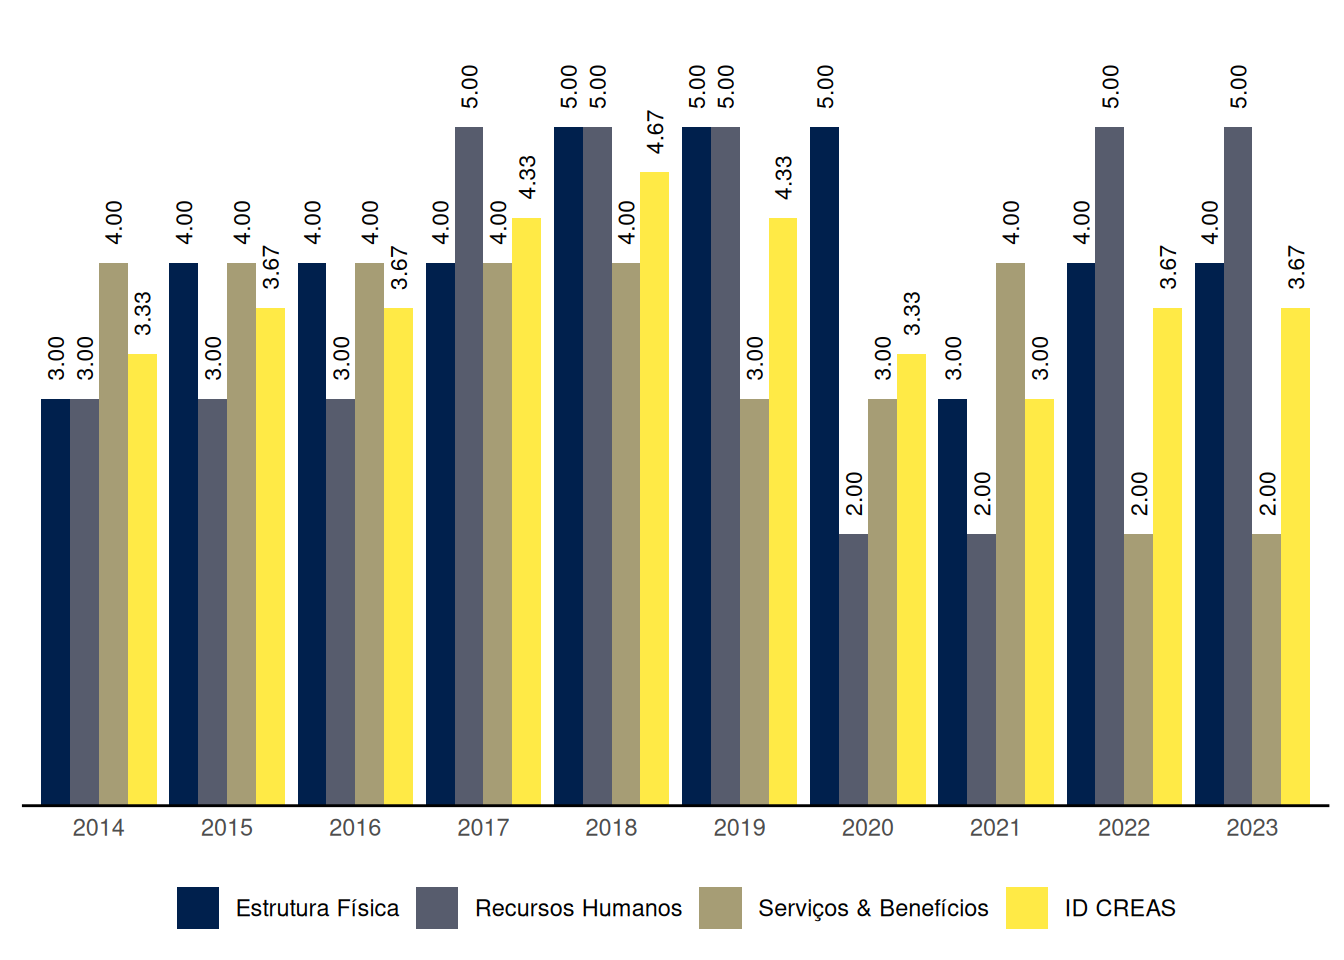 3.00 3.00 4.00 3.33
4.00 3.00 4.00 3.67
4.00 3.00 4.00 3.67
4.00 5.00 4.00 4.33
5.00 5.00 4.00 4.67
5.00 5.00 3.00 4.33
5.00 2.00 3.00 3.33
3.00 2.00 4.00 3.00
4.00 5.00 2.00 3.67
4.00 5.00 2.00 3.67
2014 2015 2016 2017 2018 2019 2020 2021 2022 2023
Estrutura Física Recursos Humanos Serviços & Benefícios ID CREAS